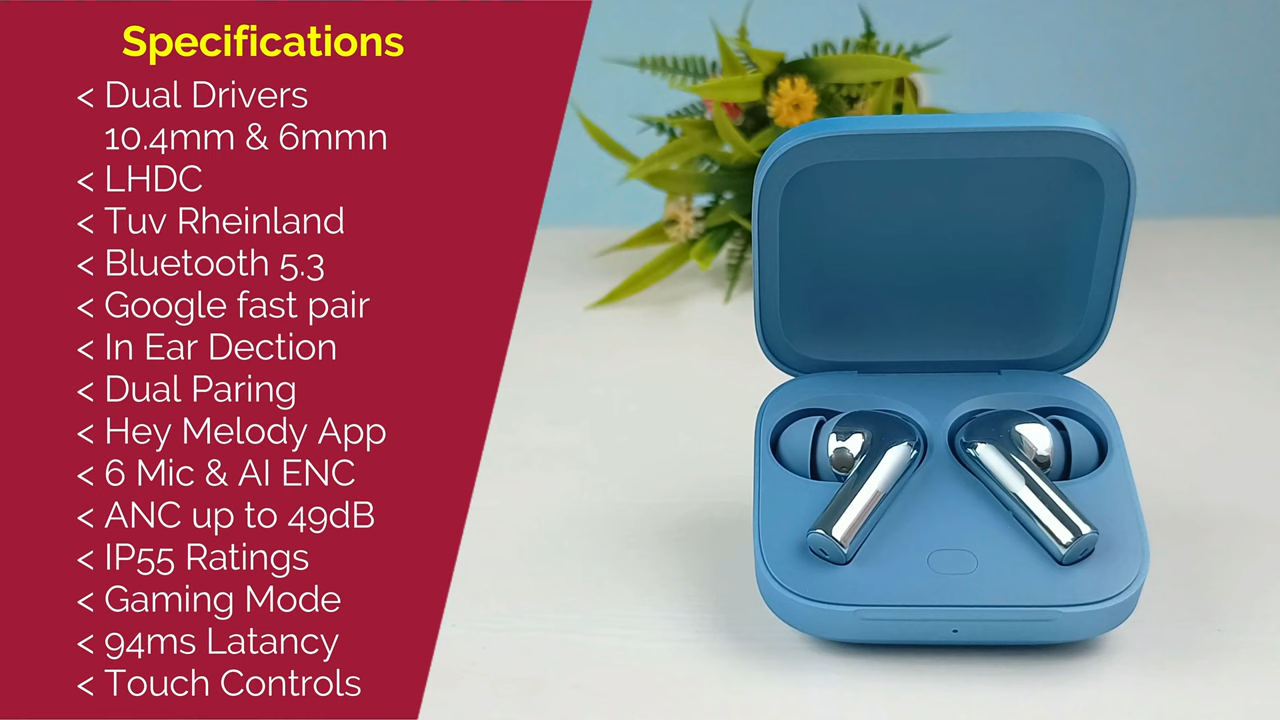 Specifications
< Dual Drivers
10.4mm & 6mmn
< LHDC
< Tuv Rheinland
< Bluetooth 5.3
< Google fast pair
< In Ear Dection
< Dual Paring
< Hey Melody App
< 6 Mic & AI ENC
< ANC up to 49dB
< IP55 Ratings
< Gaming Mode
< 94ms Latancy
< Touch Controls